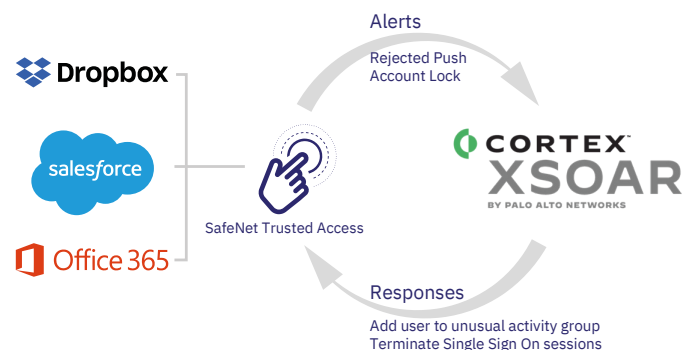 Dropbox
salesforce
Office 365
SafeNet Trusted Access
Alerts
Rejected Push
Account Lock
CORTEX™
XSOAR
BY PALO ALTO NETWORKS
Responses
Add user to unusual activity group
Terminate Single Sign On sessions